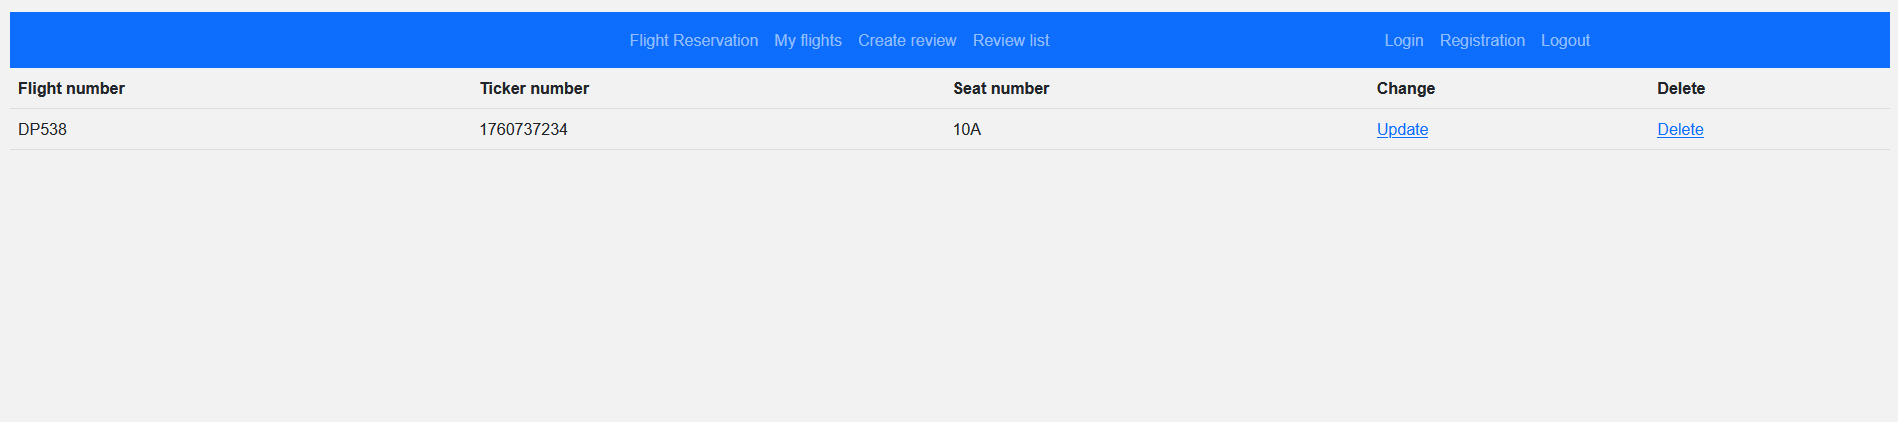 Flight Reservation My flights Create review Review list Login Registration Logout
Flight number Ticker number Seat number Change Delete
DP538 1760737234 10A Update Delete